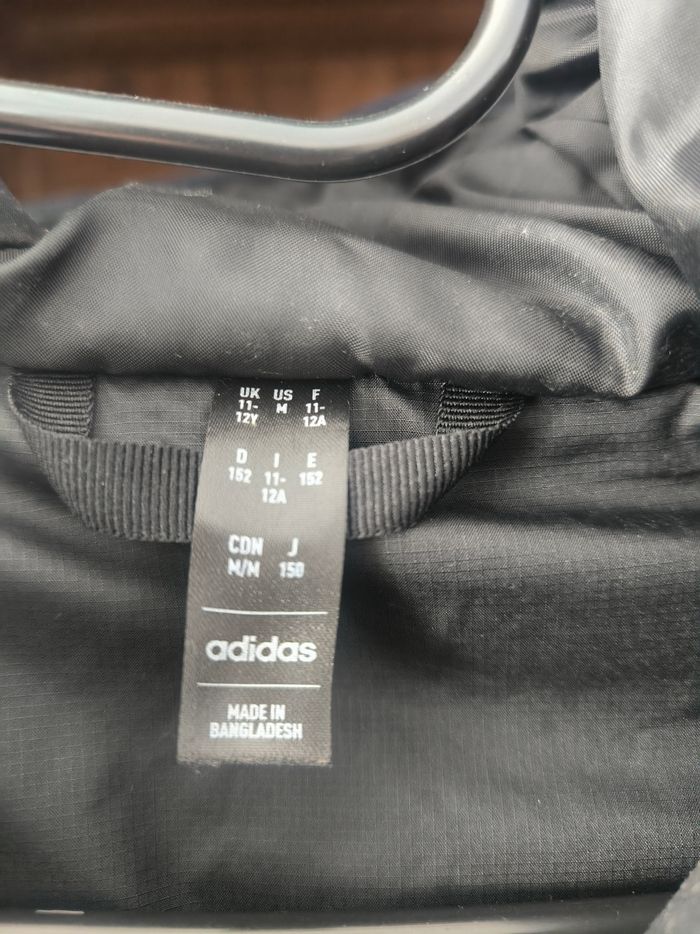 UK US F
11- M 11-
12Y 12A
D I E
152 11- 152
12A
CDN J
M/M 150
adidas
MADE IN
BANGLADESH